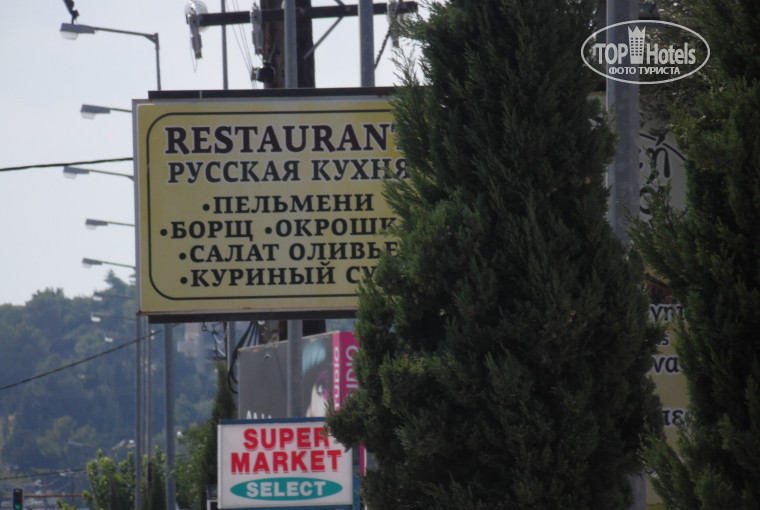 TOP Hotels
ФОТО ТУРИСТА
RESTAURANT
РУССКАЯ КУХНЯ
•ПЕЛЬМЕНИ
•БОРЩ •ОКРОШК
•САЛАТ ОЛИВЬЕ
•КУРИНЫЙ СУ
SUPER-
MARKET
SELECT